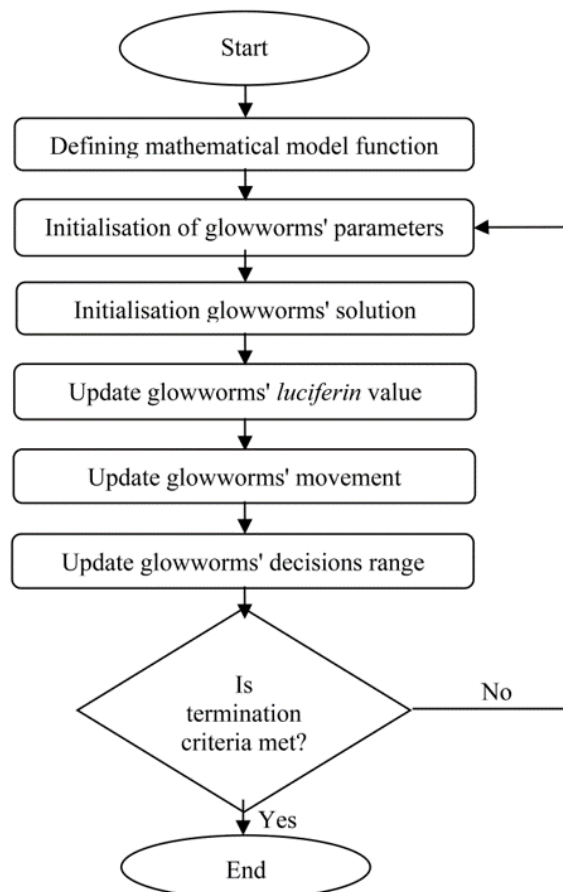 Start
Defining mathematical model function
Initialisation of glowworms' parameters
Initialisation glowworms' solution
Update glowworms' luciferin value
Update glowworms' movement
Update glowworms' decisions range
Is
termination
criteria met?
No
Yes
End